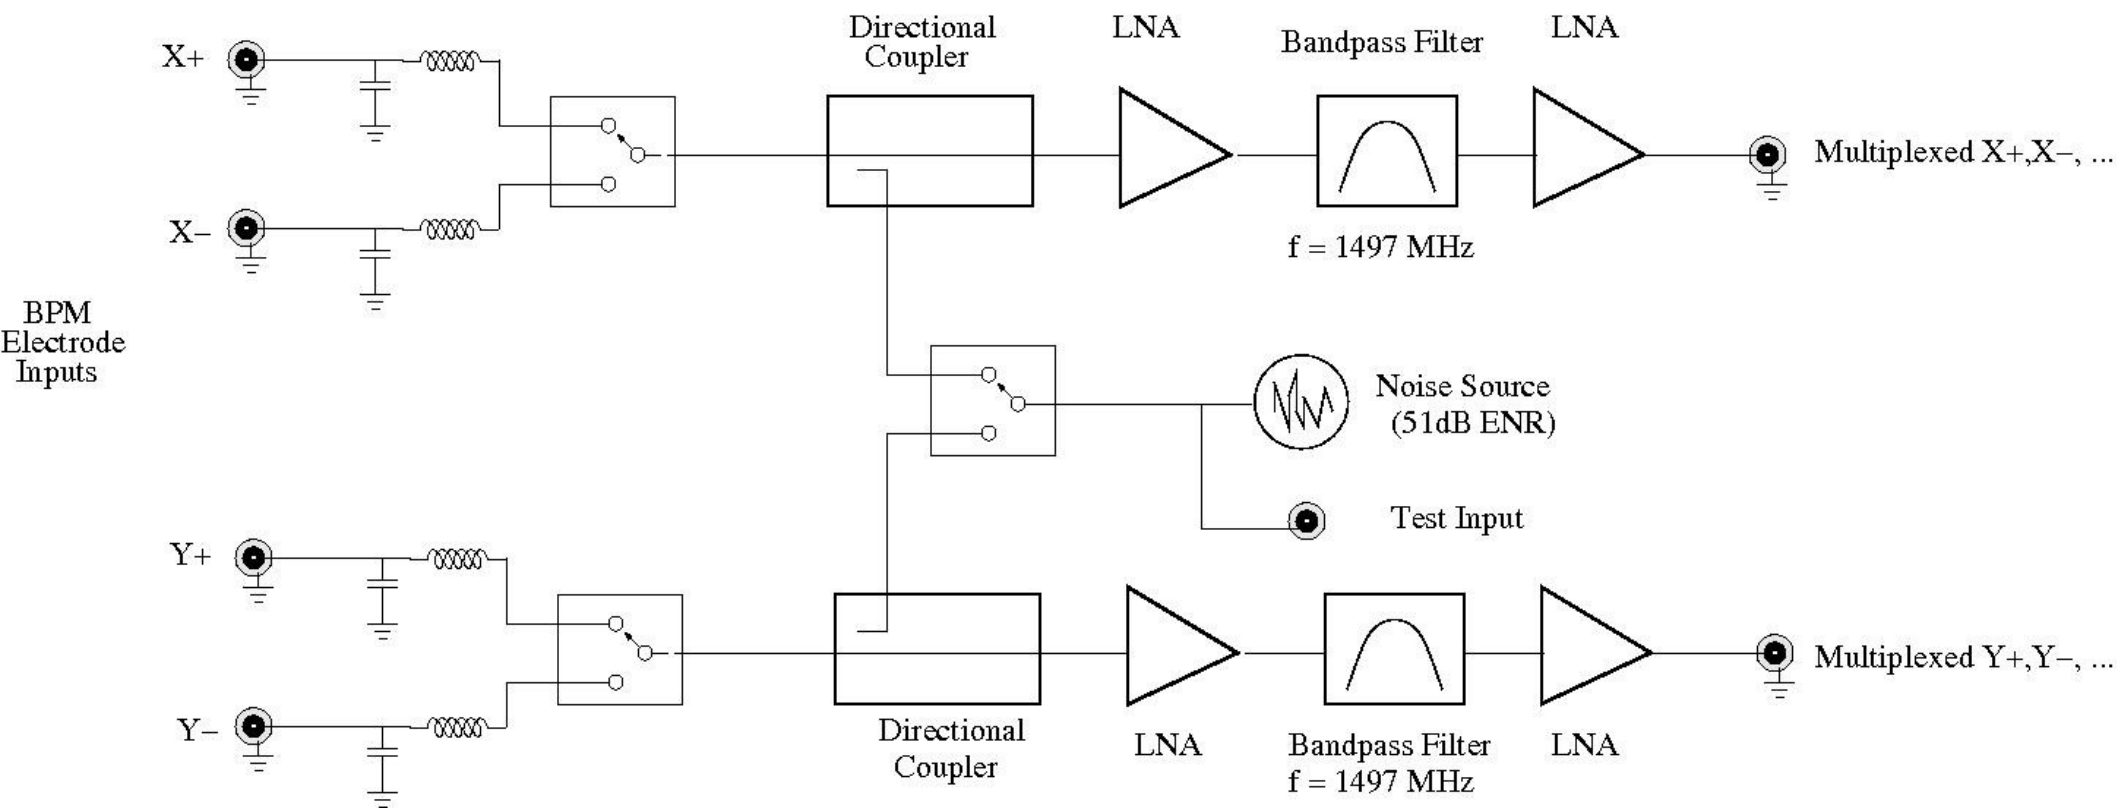 Directional
Coupler
LNA
Bandpass Filter
LNA
X+
Multiplexed X+,X−, ...
X−
f = 1497 MHz
BPM
Electrode
Inputs
Noise Source
(51dB ENR)
Test Input
Y+
Multiplexed Y+,Y−, ...
Y−
Directional
Coupler
LNA
Bandpass Filter
f = 1497 MHz
LNA